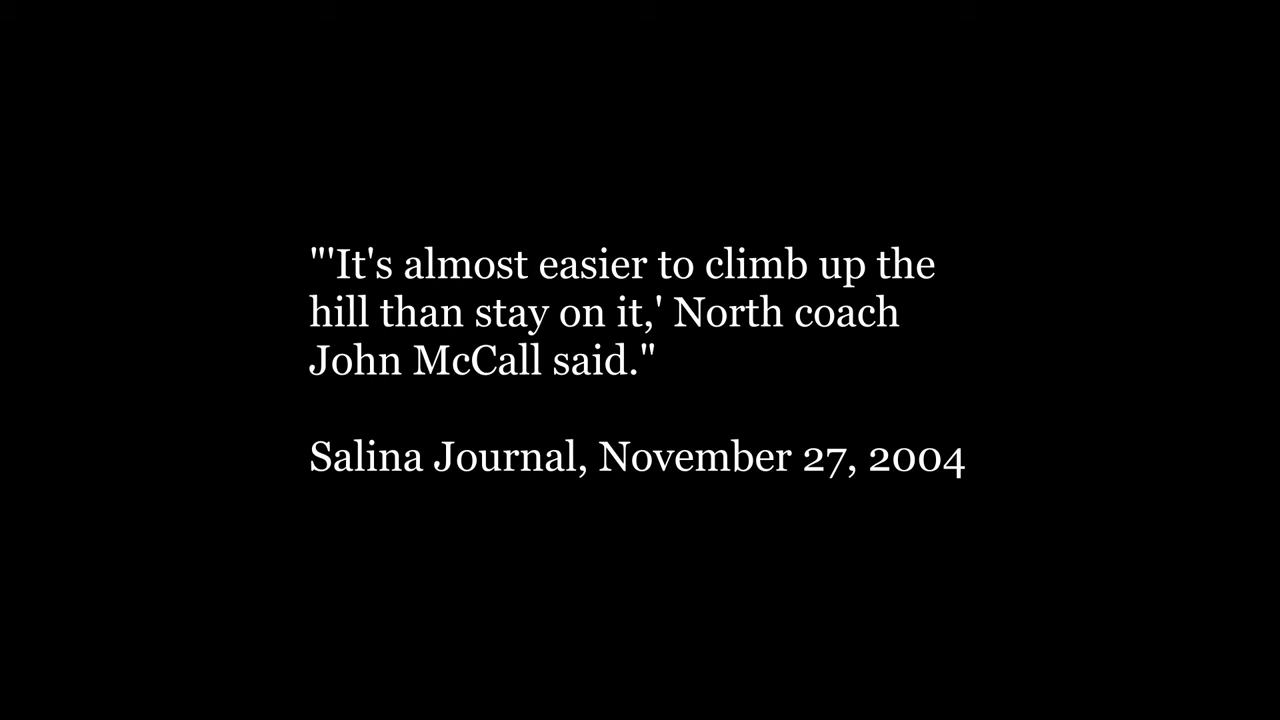 "'It's almost easier to climb up the
hill than stay on it,' North coach
John McCall said."
Salina Journal, November 27, 2004